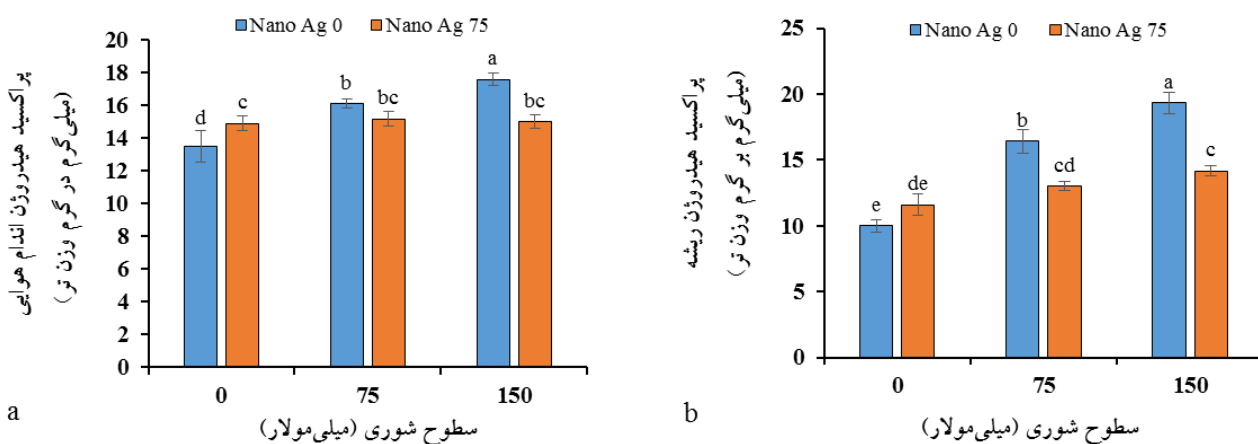 Nano Ag 0
Nano Ag 75
پراکسید هیدروژن اندام هوایی
(میلی‌گرم در گرم وزن تر)
20
18
16
14
12
10
8
6
4
2
0
d
c
b
bc
a
bc
0
75
150
سطوح شوری (میلی‌مولار)
a
Nano Ag 0
Nano Ag 75
پراکسید هیدروژن ریشه
(میلی‌گرم بر گرم وزن تر)
25
20
15
10
5
0
e
de
b
cd
a
c
0
75
150
سطوح شوری (میلی‌مولار)
b